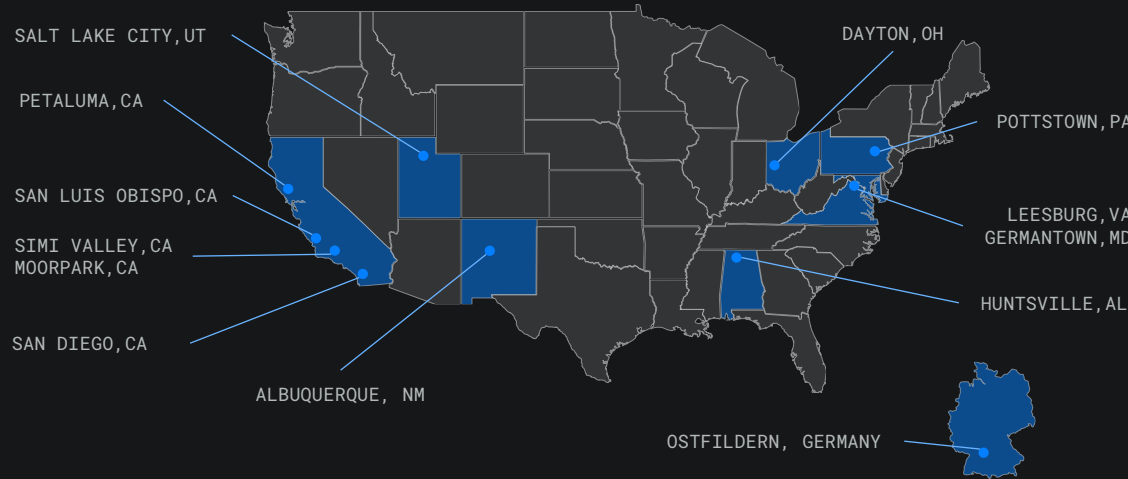 SALT LAKE CITY,UT
DAYTON,OH
PETALUMA,CA
POTTSTOWN,PA
SAN LUIS OBISPO,CA
LEESBURG,VA
GERMANTOWN,MD
SIMI VALLEY,CA
MOORPARK,CA
HUNTSVILLE,AL
SAN DIEGO,CA
ALBUQUERQUE, NM
OSTFILDERN, GERMANY